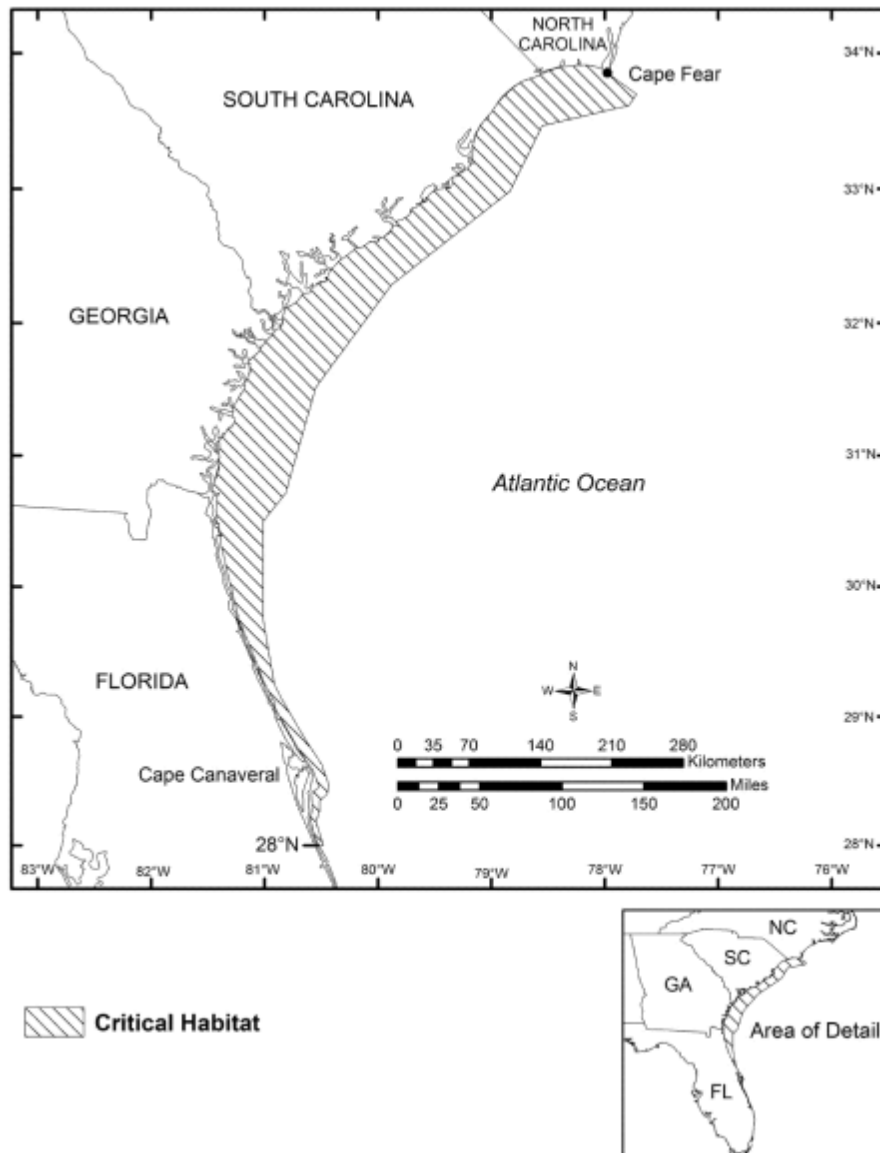 NORTH
CAROLINA
34°N
Cape Fear
SOUTH CAROLINA
33°N
GEORGIA
32°N
31°N
Atlantic Ocean
30°N
FLORIDA
N
W E
S
29°N
0 35 70 140 210 280
Kilometers
Cape Canaveral
Miles
0 25 50 100 150 200
28°N
28°N
83°W 82°W 81°W 80°W 79°W 78°W 77°W 76°W
NC
SC
GA
Critical Habitat
Area of Detail
FL